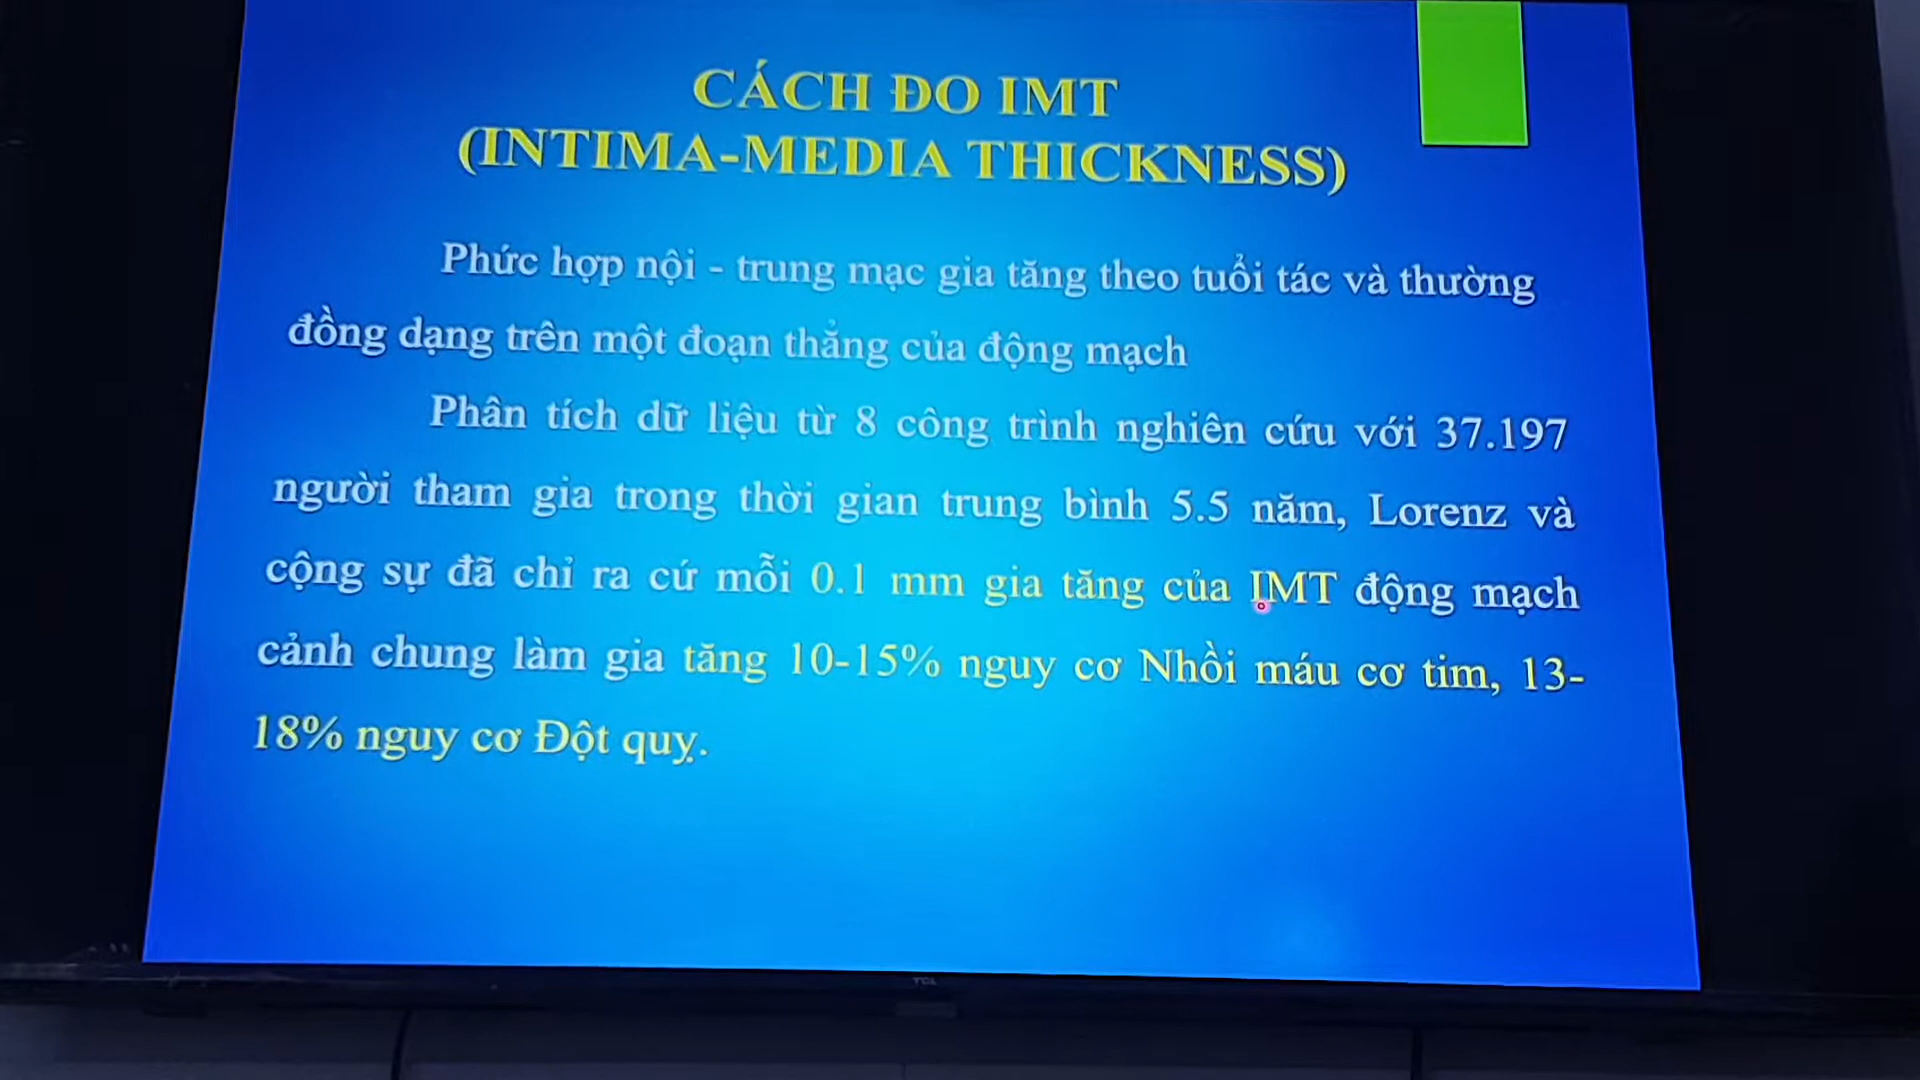 CÁCH ĐO IMT
(INTIMA-MEDIA THICKNESS)
Phức hợp nội - trung mạc gia tăng theo tuổi tác và thường
đồng dạng trên một đoạn thẳng của động mạch
Phân tích dữ liệu từ 8 công trình nghiên cứu với 37.197
người tham gia trong thời gian trung bình 5.5 năm, Lorenz và
cộng sự đã chỉ ra cứ mỗi 0.1 mm gia tăng của IMT động mạch
cảnh chung làm gia tăng 10-15% nguy cơ Nhồi máu cơ tim, 13-
18% nguy cơ Đột quỵ.
TCL